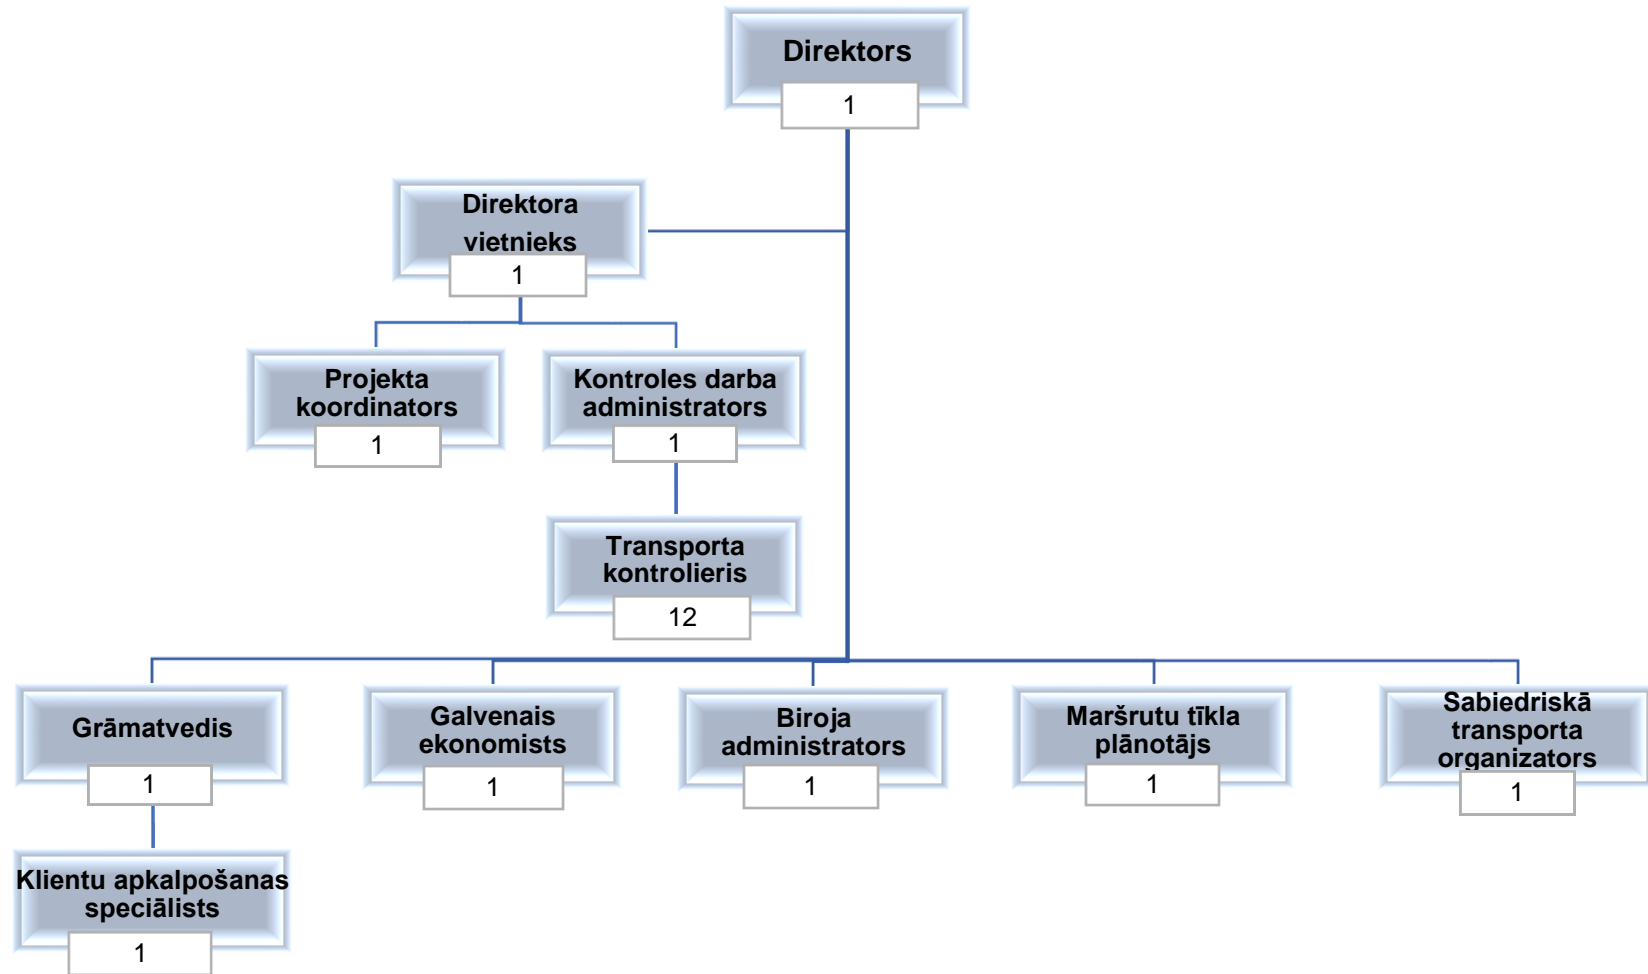 Direktors
1
Direktora
vietnieks
1
Projekta
koordinators
1
Kontroles darba
administrators
1
Transporta
kontrolieris
12
Grāmatvedis
1
Galvenais
ekonomists
1
Biroja
administrators
1
Maršrutu tīkla
plānotājs
1
Sabiedriskā
transporta
organizators
1
Klientu apkalpošanas
speciālists
1